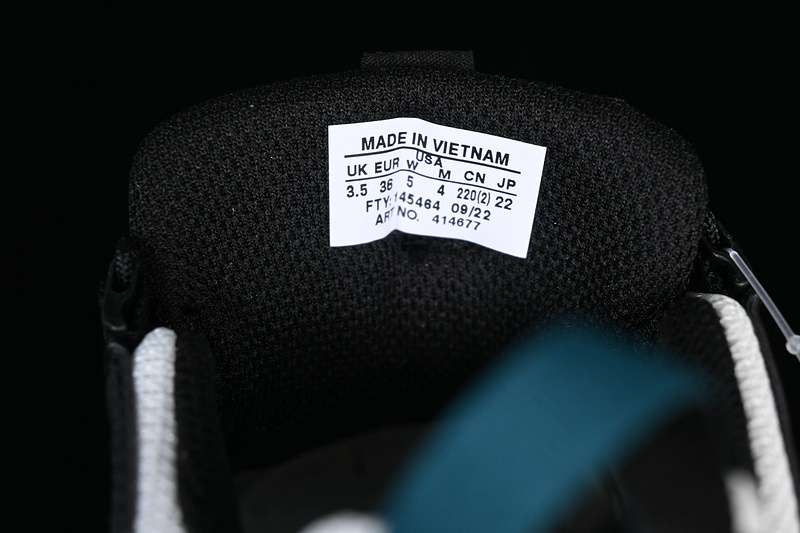 MADE IN VIETNAM
USA
UK EUR W M CN JP
3.5 36 5 4 220(2) 22
FTY: 145464 09/22
ART NO. 414677